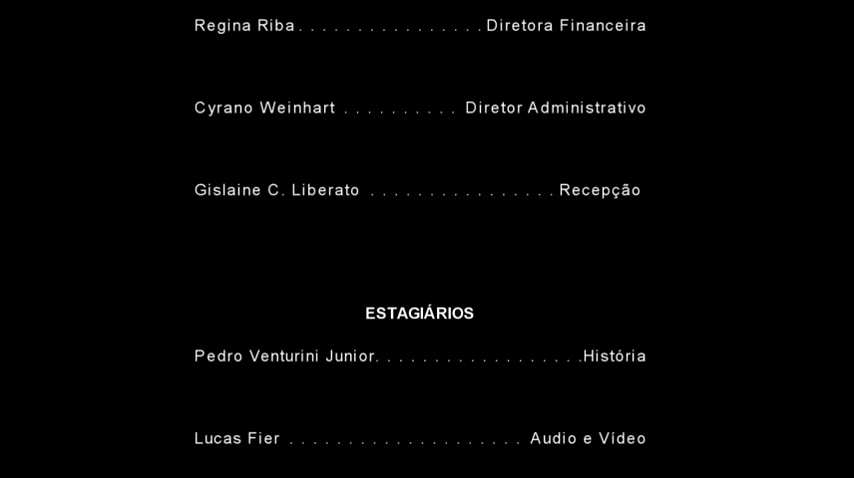 Regina Riba. . . . . . . . . . . . . . . . Diretora Financeira
Cyrano Weinhart . . . . . . . . . . Diretor Administrativo
Gislaine C. Liberato . . . . . . . . . . . . . . . . Recepção
ESTAGIÁRIOS
Pedro Venturini Junior. . . . . . . . . . . . . . . . . .História
Lucas Fier . . . . . . . . . . . . . . . . . . . . Audio e Vídeo